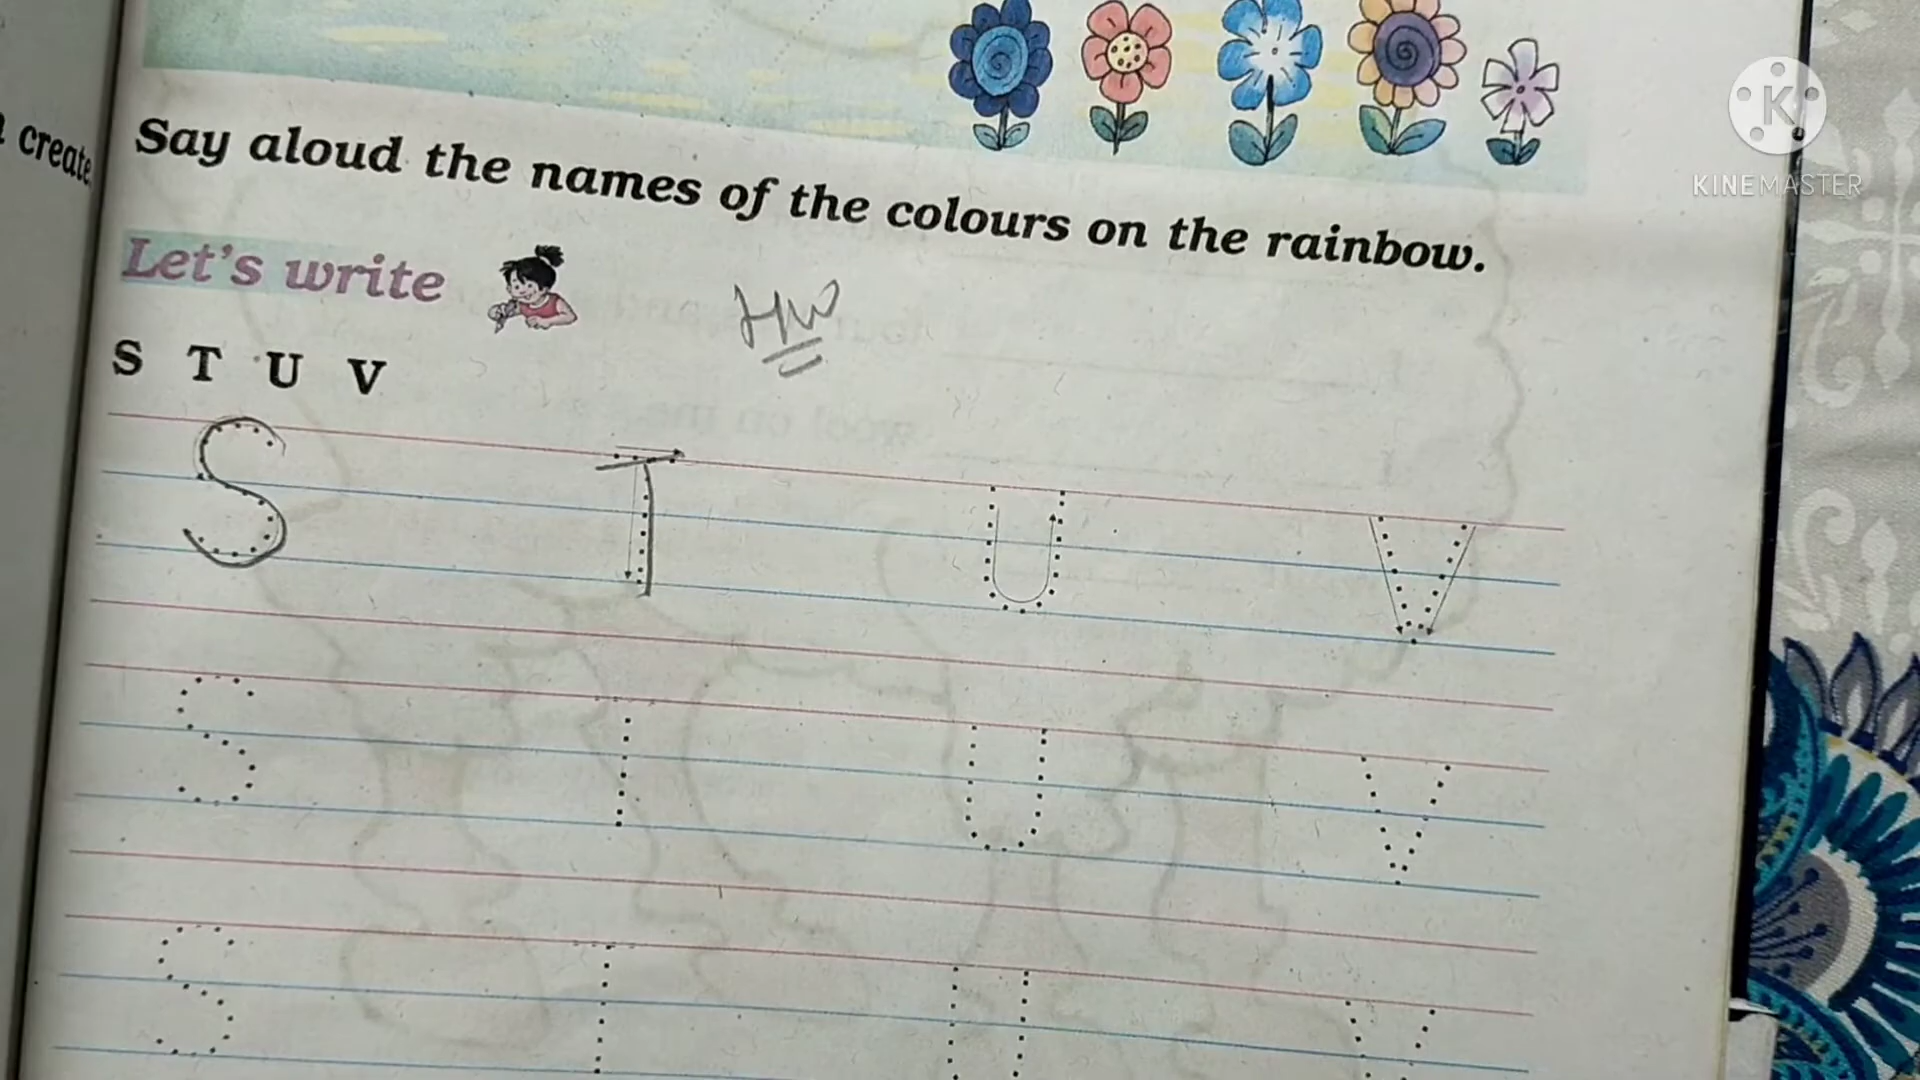 create.
Say aloud the names of the colours on the rainbow.
K
KINEMASTER
Let's write
HW
S T U V
S T U V
S T U V
S T U V